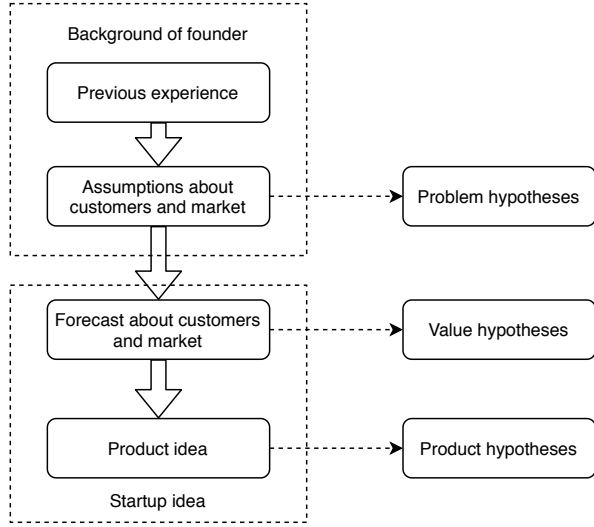 Background of founder
Previous experience
Assumptions about
customers and market
Problem hypotheses
Forecast about customers
and market
Value hypotheses
Product idea
Product hypotheses
Startup idea